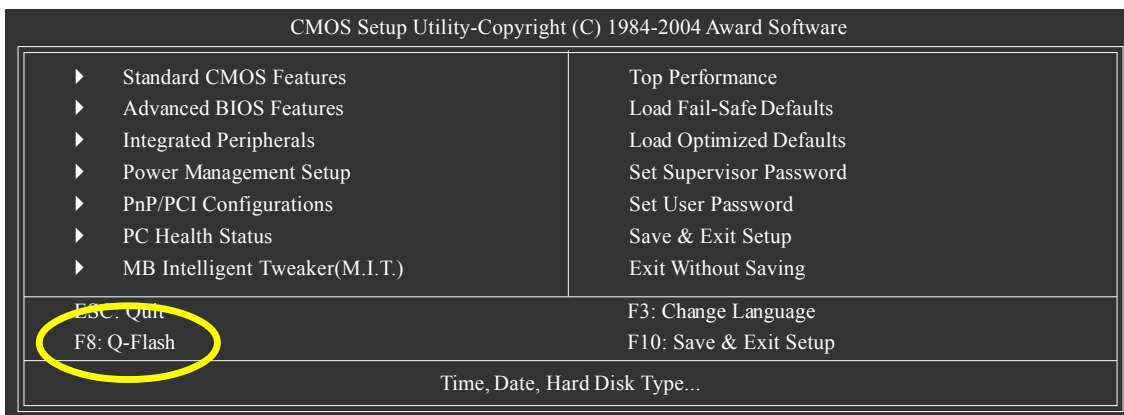 CMOS Setup Utility-Copyright (C) 1984-2004 Award Software
Standard CMOS Features
Advanced BIOS Features
Integrated Peripherals
Power Management Setup
PnP/PCI Configurations
PC Health Status
MB Intelligent Tweaker(M.I.T.)
Top Performance
Load Fail-Safe Defaults
Load Optimized Defaults
Set Supervisor Password
Set User Password
Save & Exit Setup
Exit Without Saving
ESC: Quit
F3: Change Language
F8: Q-Flash
F10: Save & Exit Setup
Time, Date, Hard Disk Type...